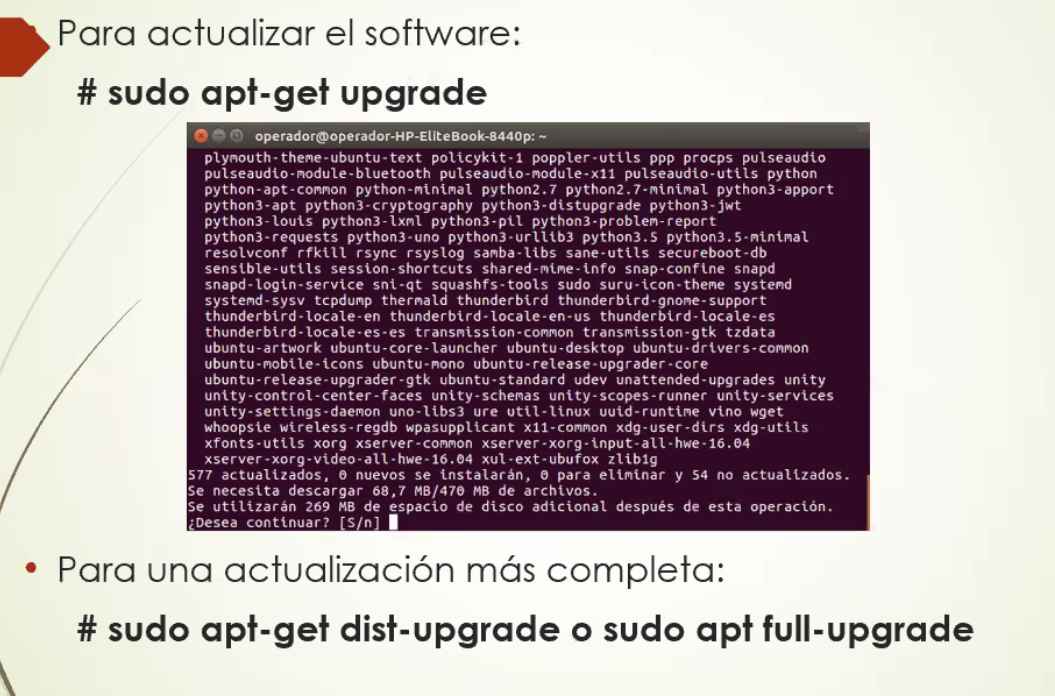 Para actualizar el software:
# sudo apt-get upgrade
operador@operador-HP-EliteBook-8440p: ~
plymouth-theme-ubuntu-text policykit-1 poppler-utils ppp procps pulseaudio
pulseaudio-module-bluetooth pulseaudio-module-x11 pulseaudio-utils python
python-apt-common python-minimal python2.7 python2.7-minimal python3-apport
python3-apt python3-cryptography python3-distupgrade python3-jwt
python3-louis python3-lxml python3-pil python3-problem-report
python3-requests python3-uno python3-urllib3 python3.5 python3.5-minimal
resolvconf rfkill rsync rsyslog samba-libs sane-utils secureboot-db
sensible-utils session-shortcuts shared-mime-info snap-confine snapd
snapd-login-service sni-qt squashfs-tools sudo suru-icon-theme systemd
systemd-sysv tcpdump thermald thunderbird thunderbird-gnome-support
thunderbird-locale-en thunderbird-locale-en-us thunderbird-locale-es
thunderbird-locale-es-es transmission-common transmission-gtk tzdata
ubuntu-artwork ubuntu-core-launcher ubuntu-desktop ubuntu-drivers-common
ubuntu-mobile-icons ubuntu-mono ubuntu-release-upgrader-core
ubuntu-release-upgrader-gtk ubuntu-standard udev unattended-upgrades unity
unity-control-center-faces unity-schemas unity-scopes-runner unity-services
unity-settings-daemon uno-libs3 ure util-linux uuid-runtime vino wget
whoopsie wireless-regdb wpasupplicant x11-common xdg-user-dirs xdg-utils
xfonts-utils xorg xserver-common xserver-xorg-input-all-hwe-16.04
xserver-xorg-video-all-hwe-16.04 xul-ext-ubufox zlib1g
577 actualizados, 0 nuevos se instalarán, 0 para eliminar y 54 no actualizados.
Se necesita descargar 68,7 MB/470 MB de archivos.
Se utilizarán 269 MB de espacio de disco adicional después de esta operación.
¿Desea continuar? [S/n]
• Para una actualización más completa:
# sudo apt-get dist-upgrade o sudo apt full-upgrade